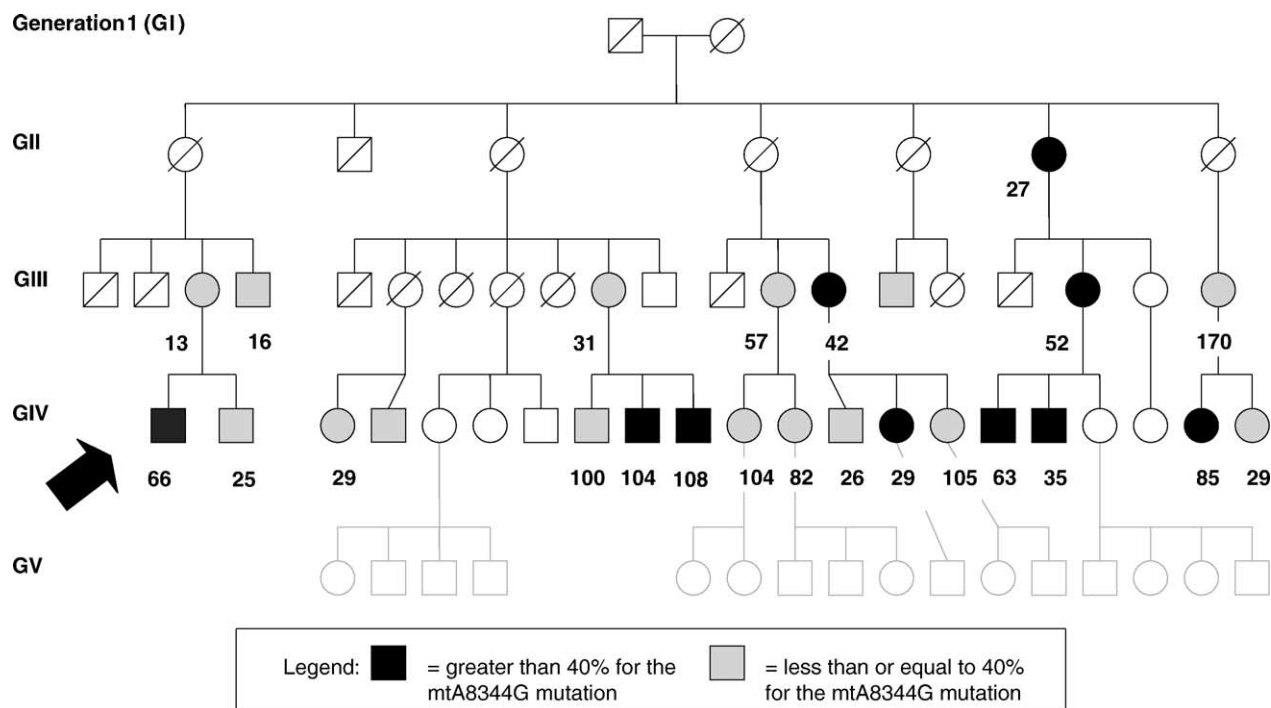 Generation 1 (GI)
GII
27
GIII
13 16 31 57 42 52 170
GIV
66 25 29 100 104 108 104 82 26 29 105 63 35 85 29
GV
Legend: = greater than 40% for the = less than or equal to 40%
mtA8344G mutation for the mtA8344G mutation